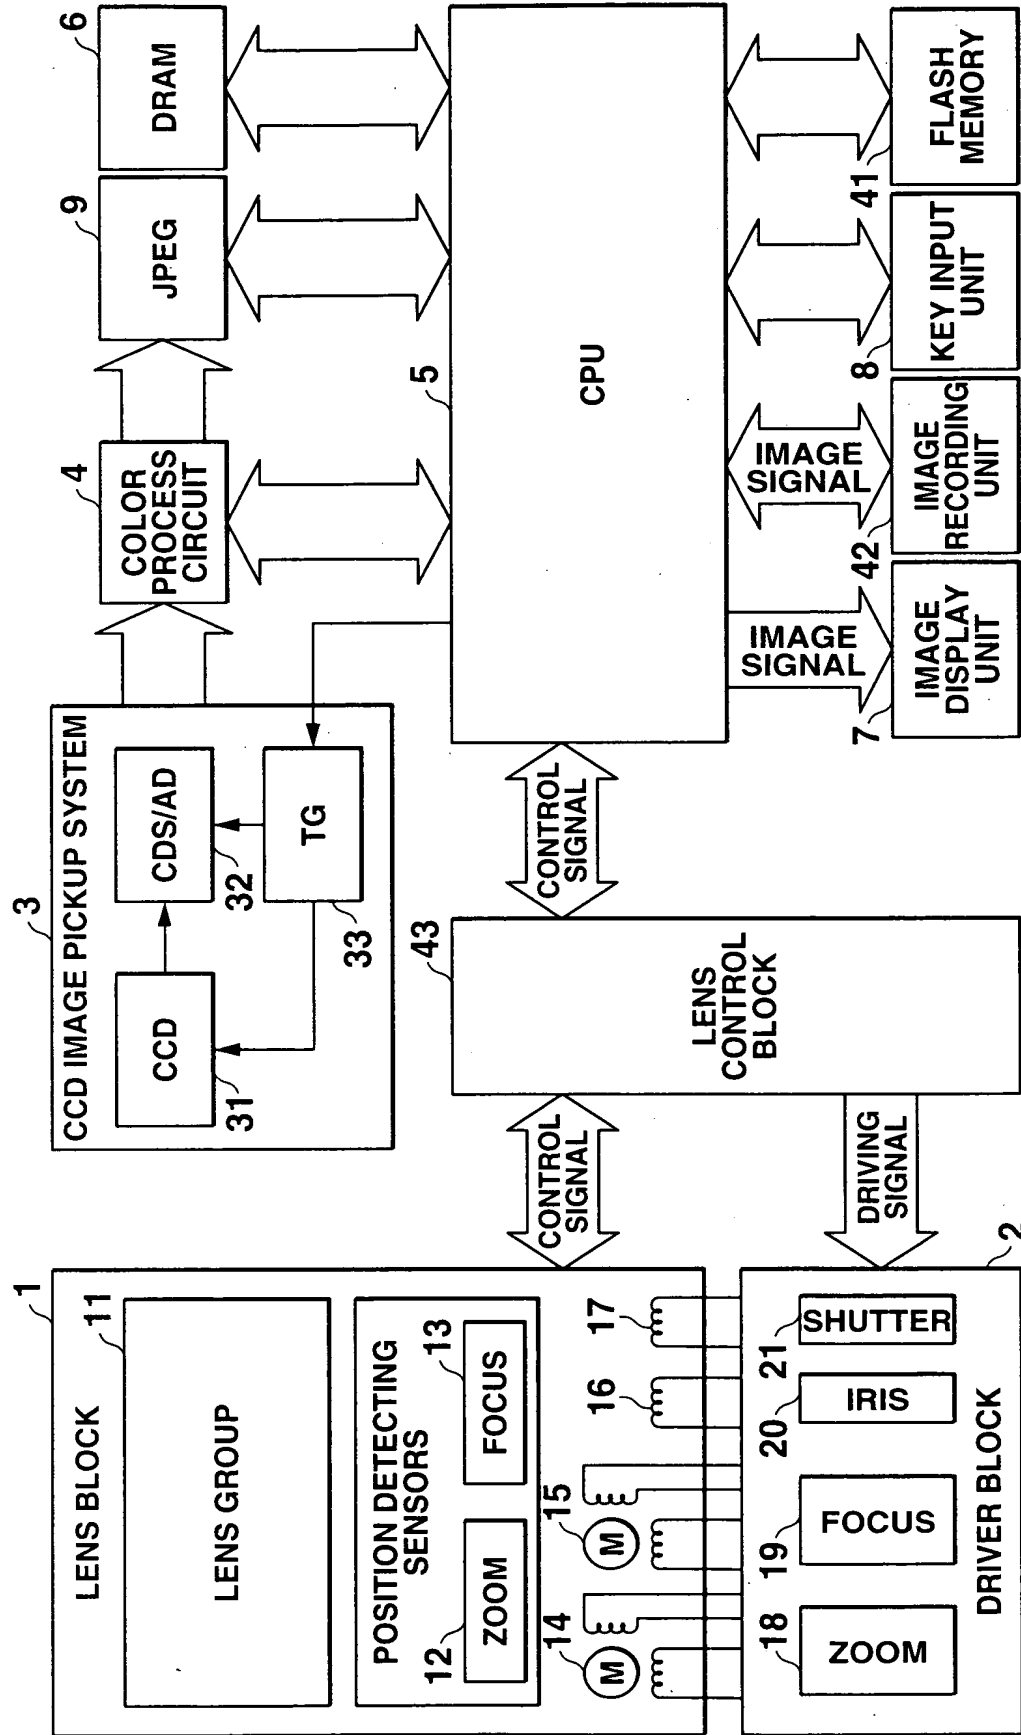 1
LENS BLOCK
11
LENS GROUP
POSITION DETECTING
SENSORS
12
ZOOM
13
FOCUS
14
M
15
M
16
17
2
DRIVER BLOCK
18
ZOOM
19
FOCUS
20
IRIS
21
SHUTTER
CONTROL
SIGNAL
DRIVING
SIGNAL
43
LENS
CONTROL
BLOCK
CONTROL
SIGNAL
3
CCD IMAGE PICKUP SYSTEM
31
CCD
32
CDS/AD
33
TG
4
COLOR
PROCESS
CIRCUIT
9
JPEG
6
DRAM
5
CPU
IMAGE
SIGNAL
IMAGE
SIGNAL
7
IMAGE
DISPLAY
UNIT
42
IMAGE
RECORDING
UNIT
8
KEY INPUT
UNIT
41
FLASH
MEMORY